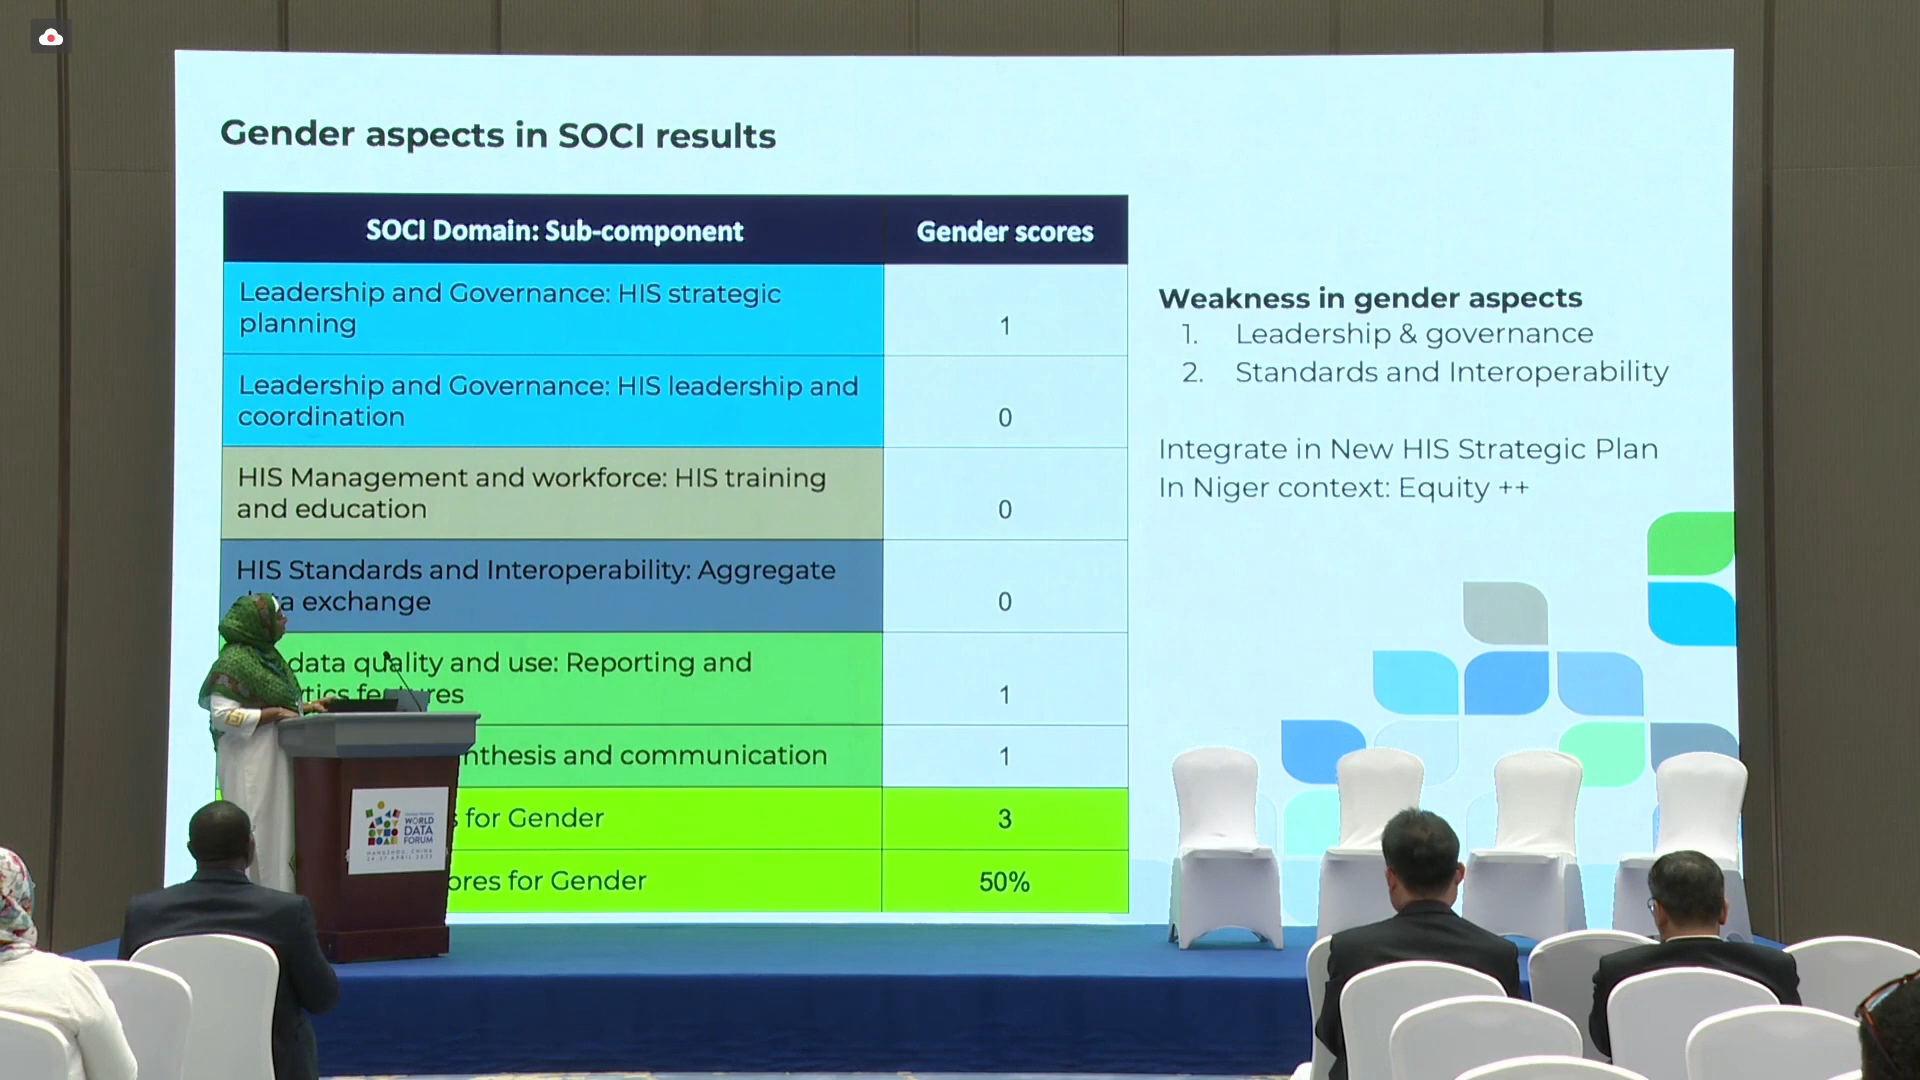 Gender aspects in SOCI results
SOCI Domain: Sub-component
Gender scores
Leadership and Governance: HIS strategic
planning
1
Leadership and Governance: HIS leadership and
coordination
0
HIS Management and workforce: HIS training
and education
0
HIS Standards and Interoperability: Aggregate
exchange
0
data quality and use: Reporting and
1
and communication
1
for Gender
3
for Gender
50%
Weakness in gender aspects
1. Leadership & governance
2. Standards and Interoperability
Integrate in New HIS Strategic Plan
In Niger context: Equity ++
WORLD
DATA
FORUM
HANGZHOU, CHINA